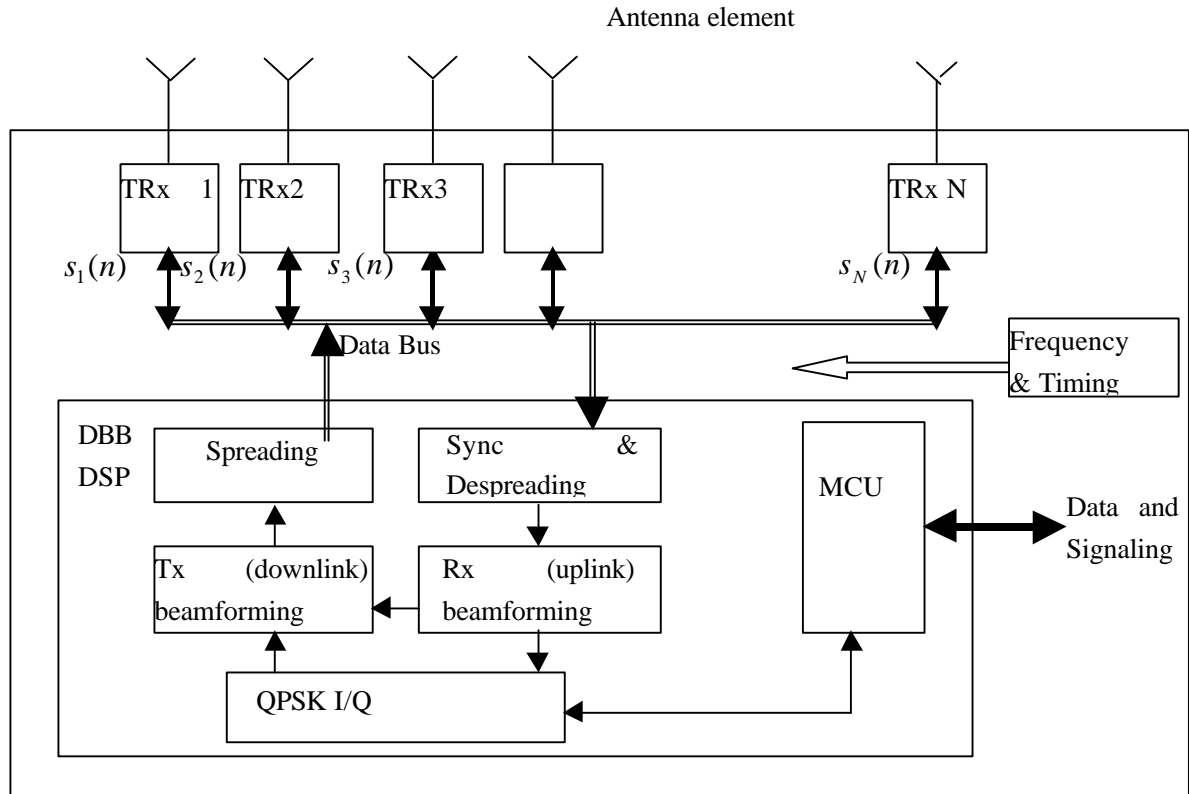 Antenna element
TRx 1
TRx2
TRx3
TRx N
s₁(n)
s₂(n)
s₃(n)
s_N(n)
Data Bus
Frequency
& Timing
DBB
DSP
Spreading
Sync &
Despreading
MCU
Data and
Signaling
Tx (downlink)
beamforming
Rx (uplink)
beamforming
QPSK I/Q